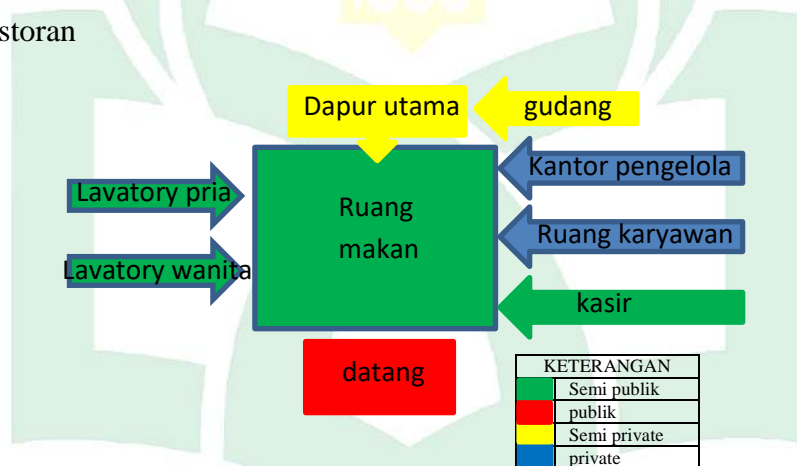 storan
Dapur utama
gudang
Kantor pengelola
Lavatory pria
Ruang
makan
Ruang karyawan
Lavatory wanita
kasir
datang
KETERANGAN
Semi publik
publik
Semi private
private